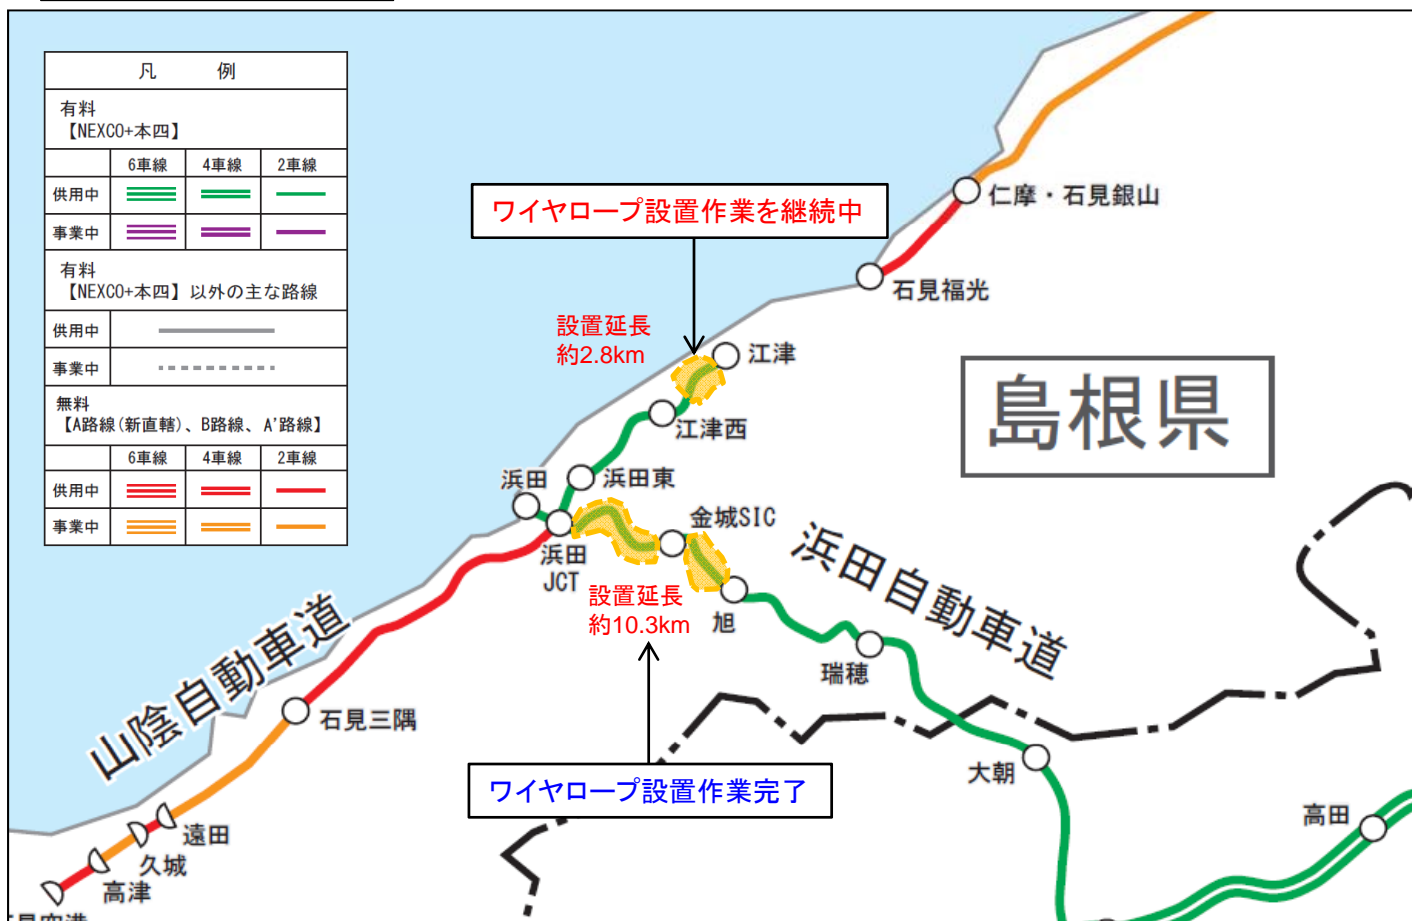 凡　例
有料
【NEXCO+本四】
6車線 4車線 2車線
供用中
事業中
有料
【NEXCO+本四】以外の主な路線
供用中
事業中
無料
【A路線(新直轄)、B路線、A'路線】
6車線 4車線 2車線
供用中
事業中
ワイヤロープ設置作業を継続中
仁摩・石見銀山
石見福光
設置延長
約2.8km
江津
島根県
江津西
浜田東
浜田
金城SIC
浜田
JCT
浜田自動車道
設置延長
約10.3km
旭
瑞穂
山陰自動車道
石見三隅
ワイヤロープ設置作業完了
大朝
高田
遠田
久城
高津